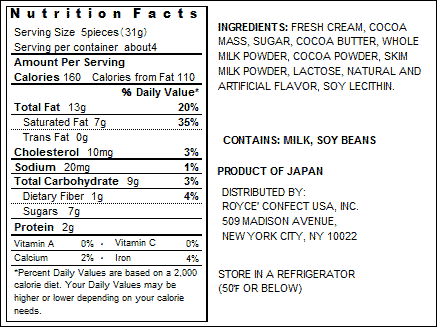 Nutrition Facts
Serving Size 5pieces(31g)
Serving per container about4
Amount Per Serving
Calories 160 Calories from Fat 110
% Daily Value*
Total Fat 13g 20%
Saturated Fat 7g 35%
Trans Fat 0g
Cholesterol 10mg 3%
Sodium 20mg 1%
Total Carbohydrate 9g 3%
Dietary Fiber 1g 4%
Sugars 7g
Protein 2g
Vitamin A 0% · Vitamin C 0%
Calcium 2% · Iron 4%
*Percent Daily Values are based on a 2,000
calorie diet. Your Daily Values may be
higher or lower depending on your calorie
needs.
INGREDIENTS: FRESH CREAM, COCOA
MASS, SUGAR, COCOA BUTTER, WHOLE
MILK POWDER, COCOA POWDER, SKIM
MILK POWDER, LACTOSE, NATURAL AND
ARTIFICIAL FLAVOR, SOY LECITHIN.
CONTAINS: MILK, SOY BEANS
PRODUCT OF JAPAN
DISTRIBUTED BY:
ROYCE' CONFECT USA, INC.
509 MADISON AVENUE,
NEW YORK CITY, NY 10022
STORE IN A REFRIGERATOR
(50℉ OR BELOW)